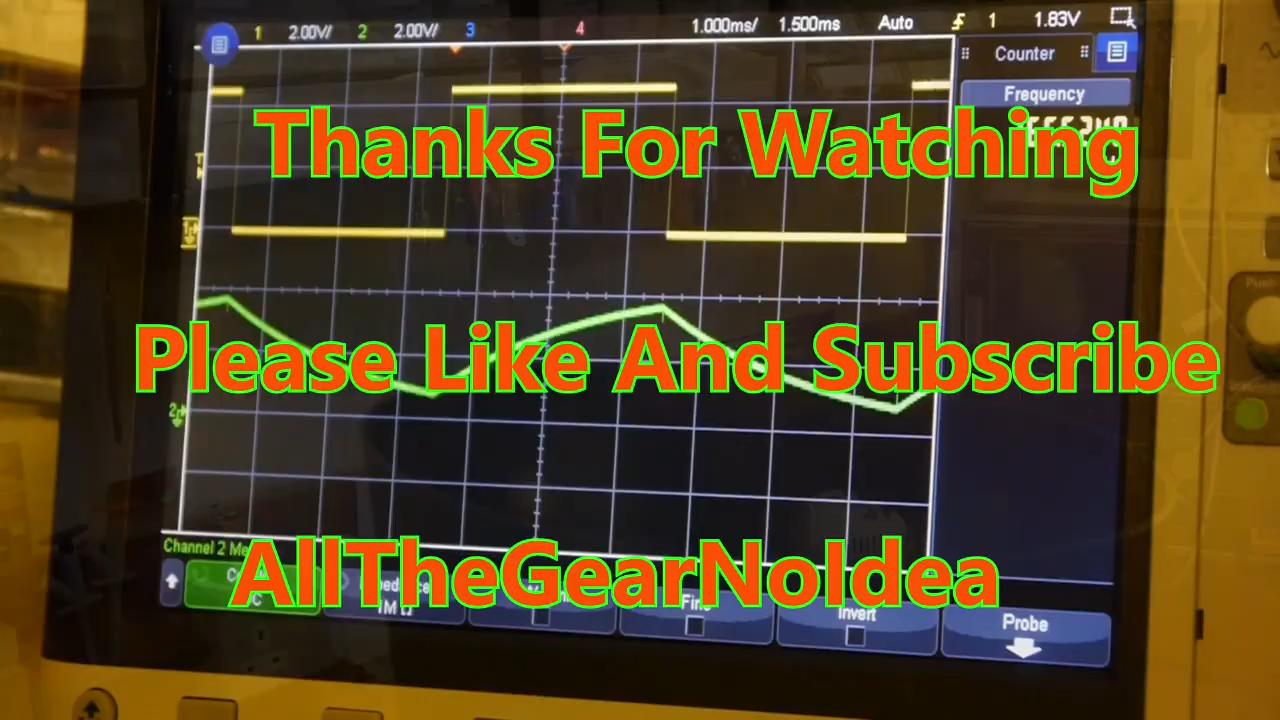 1 2.00V/ 2 2.00V/ 3 4 1.000ms/ 1.500ms Auto 1 1.83V
Counter
Frequency
Thanks For Watching
Please Like And Subscribe
Channel 2
AllTheGearNoIdea
1M Ω
Invert
Probe